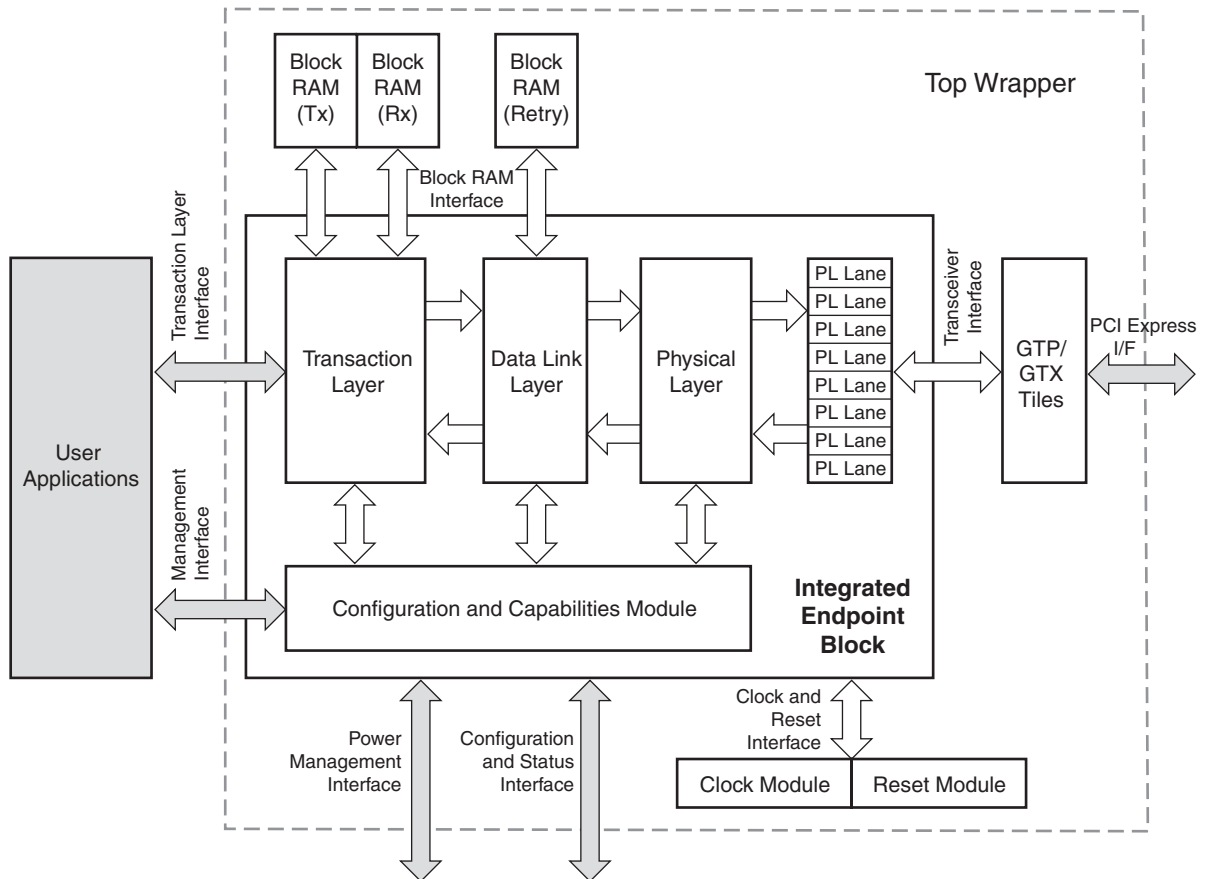 Block
RAM
(Tx)
Block
RAM
(Rx)
Block
RAM
(Retry)
Top Wrapper
Block RAM
Interface
Transaction Layer
Interface
Transaction
Layer
Data Link
Layer
Physical
Layer
PL Lane
PL Lane
PL Lane
PL Lane
PL Lane
PL Lane
PL Lane
PL Lane
Transceiver
Interface
GTP/
GTX
Tiles
PCI Express
I/F
User
Applications
Management
Interface
Configuration and Capabilities Module
Integrated
Endpoint
Block
Power
Management
Interface
Configuration
and Status
Interface
Clock and
Reset
Interface
Clock Module
Reset Module